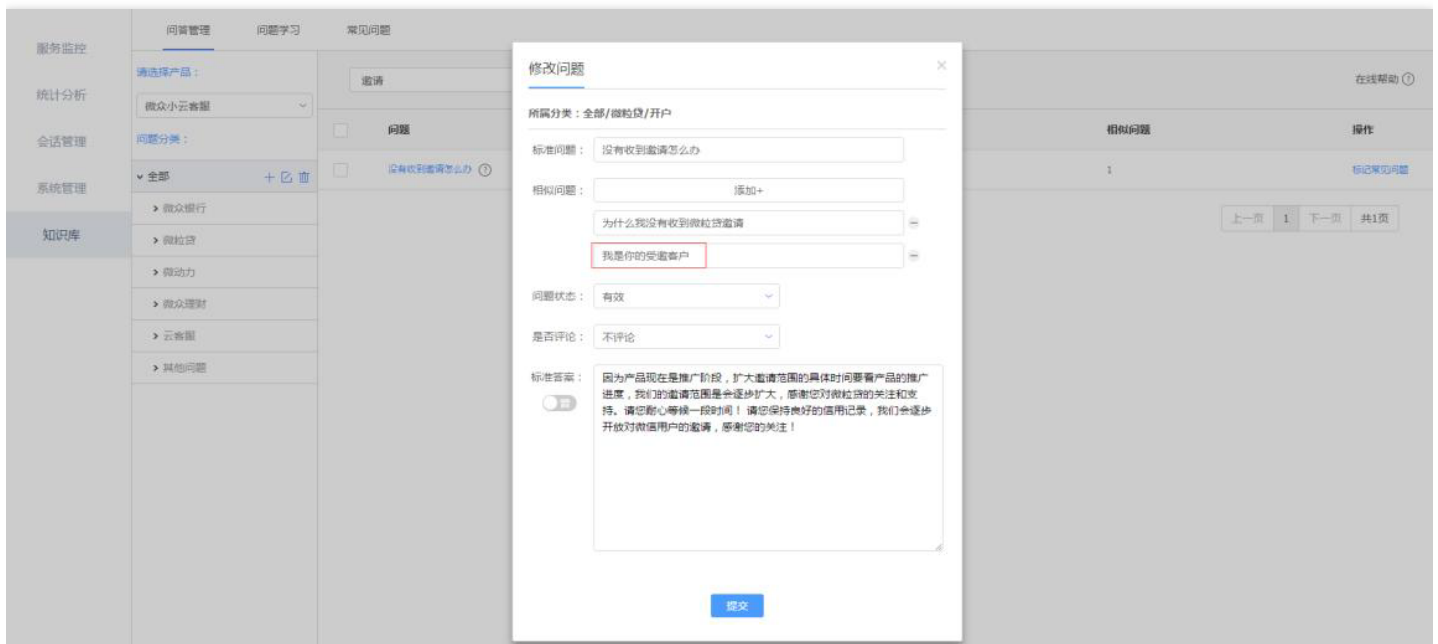 问答管理
问题学习
常见问题
服务监控
统计分析
会话管理
系统管理
知识库
请选择产品：
微众小云客服
问题分类：
全部
微众银行
微粒贷
微动力
微众理财
云客服
其他问题
邀请
在线帮助
问题
相似问题
操作
没有收到邀请怎么办
1
标记常见问题
上一页 1 下一页 共1页
修改问题
所属分类：全部/微粒贷/开户
标准问题：
没有收到邀请怎么办
相似问题：
添加+
为什么我没有收到微粒贷邀请
我是你的受邀客户
问题状态：
有效
是否评论：
不评论
标准答案：
因为产品现在是推广阶段，扩大邀请范围的具体时间要看产品的推广
进度，我们的邀请范围是会逐步扩大，感谢您对微粒贷的关注和支
持。请您耐心等候一段时间！ 请您保持良好的信用记录，我们会逐步
开放对微信用户的邀请，感谢您的关注！
提交